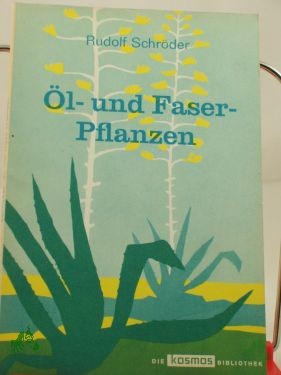 Rudolf Schröder
Öl- und Faser-
Pflanzen
DIE kosmos BIBLIOTHEK